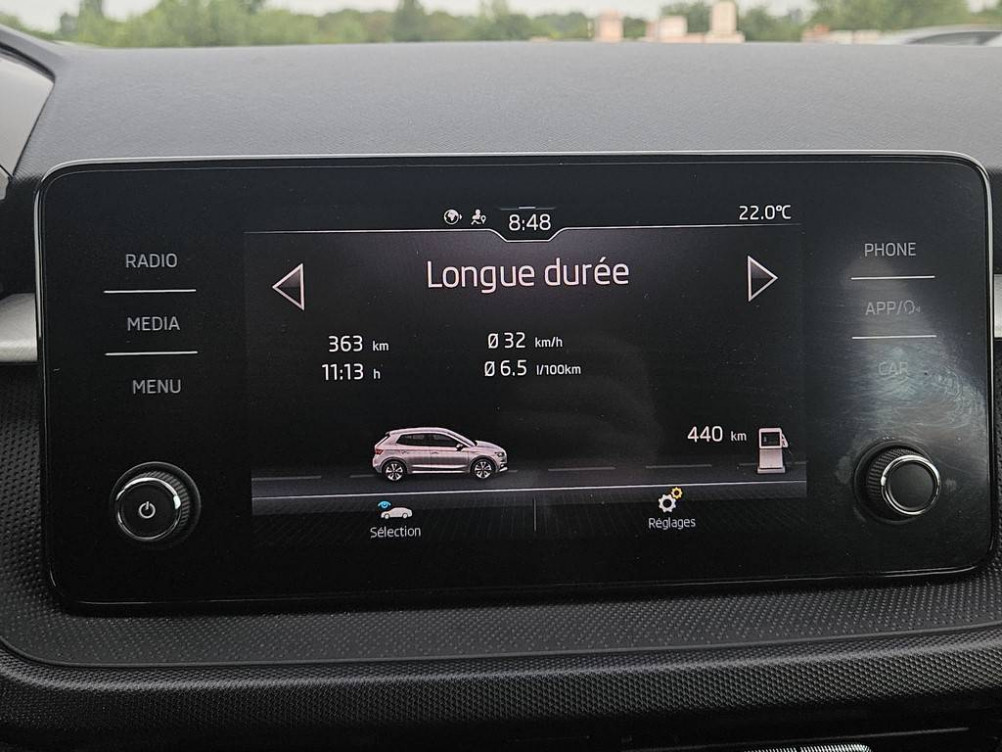 8:48
22.0°C
RADIO
MEDIA
MENU
Longue durée
363 km
11:13 h
Ø 32 km/h
Ø 6.5 l/100km
440 km
Sélection
Réglages
PHONE
APP/
CAR